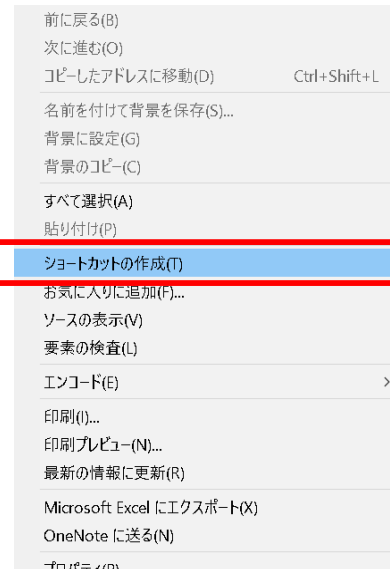 前に戻る(B)
次に進む(O)
コピーしたアドレスに移動(D) Ctrl+Shift+L
名前を付けて背景を保存(S)...
背景に設定(G)
背景のコピー(C)
すべて選択(A)
貼り付け(P)
ショートカットの作成(T)
お気に入りに追加(F)...
ソースの表示(V)
要素の検査(L)
エンコード(E) >
印刷(I)...
印刷プレビュー(N)...
最新の情報に更新(R)
Microsoft Excel にエクスポート(X)
OneNote に送る(N)
プロパティ(P)